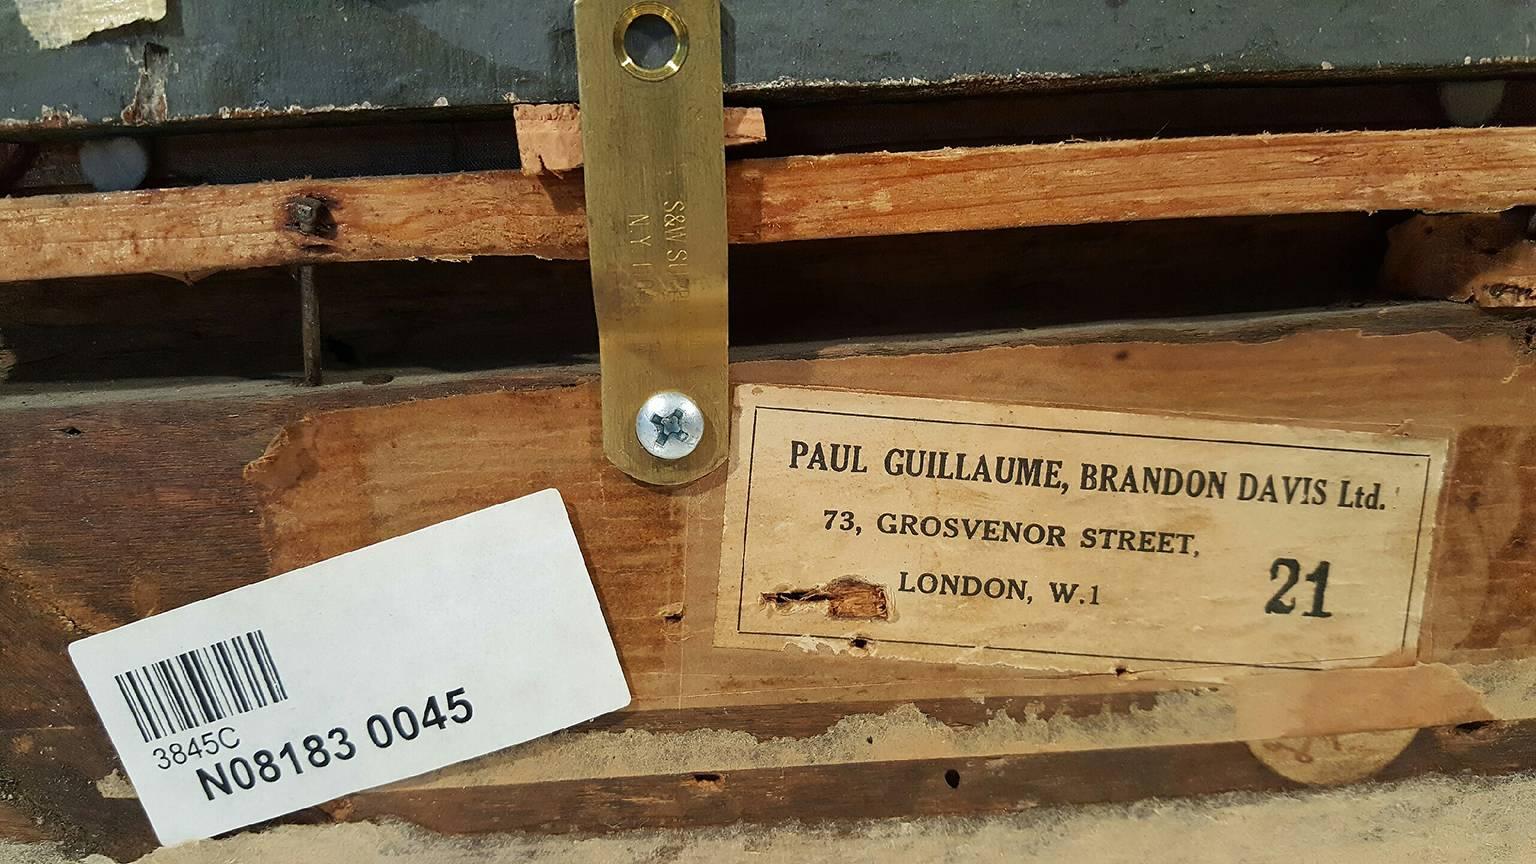 S&W
N.Y.
PAUL GUILLAUME, BRANDON DAVIS Ltd.
73, GROSVENOR STREET,
LONDON, W.1
21
3845C
N08183 0045